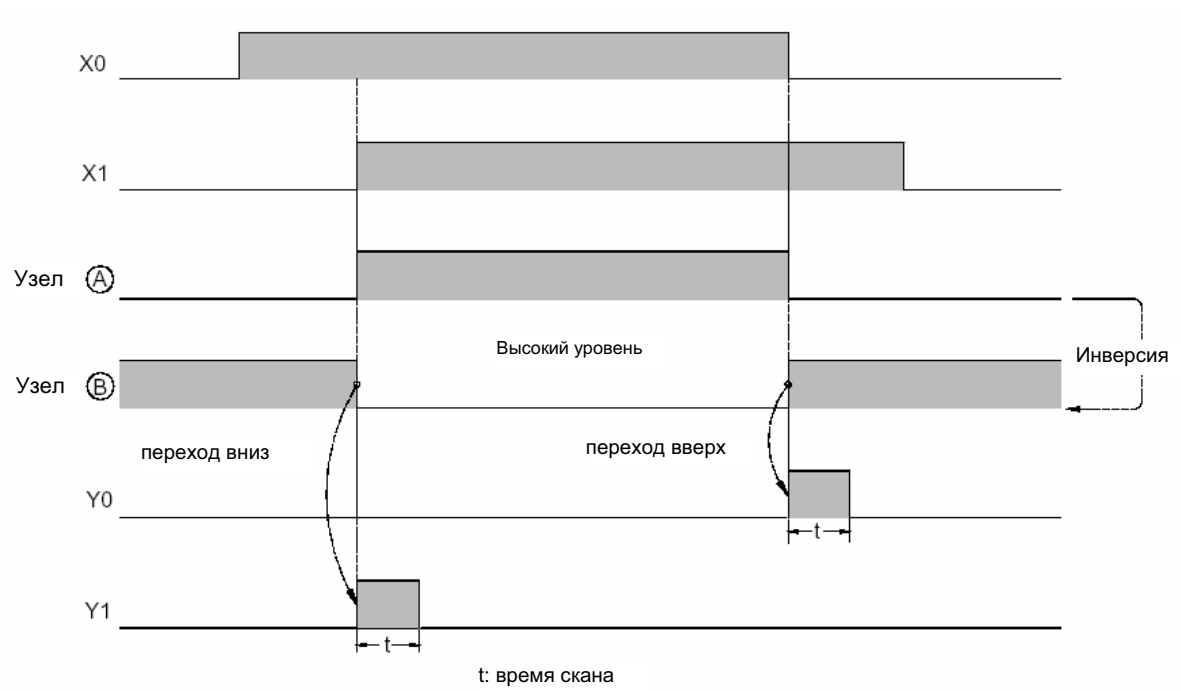 X0
X1
Узел Ⓐ
Высокий уровень
Инверсия
Узел Ⓑ
переход вниз
переход вверх
Y0
t
Y1
t
t: время скана